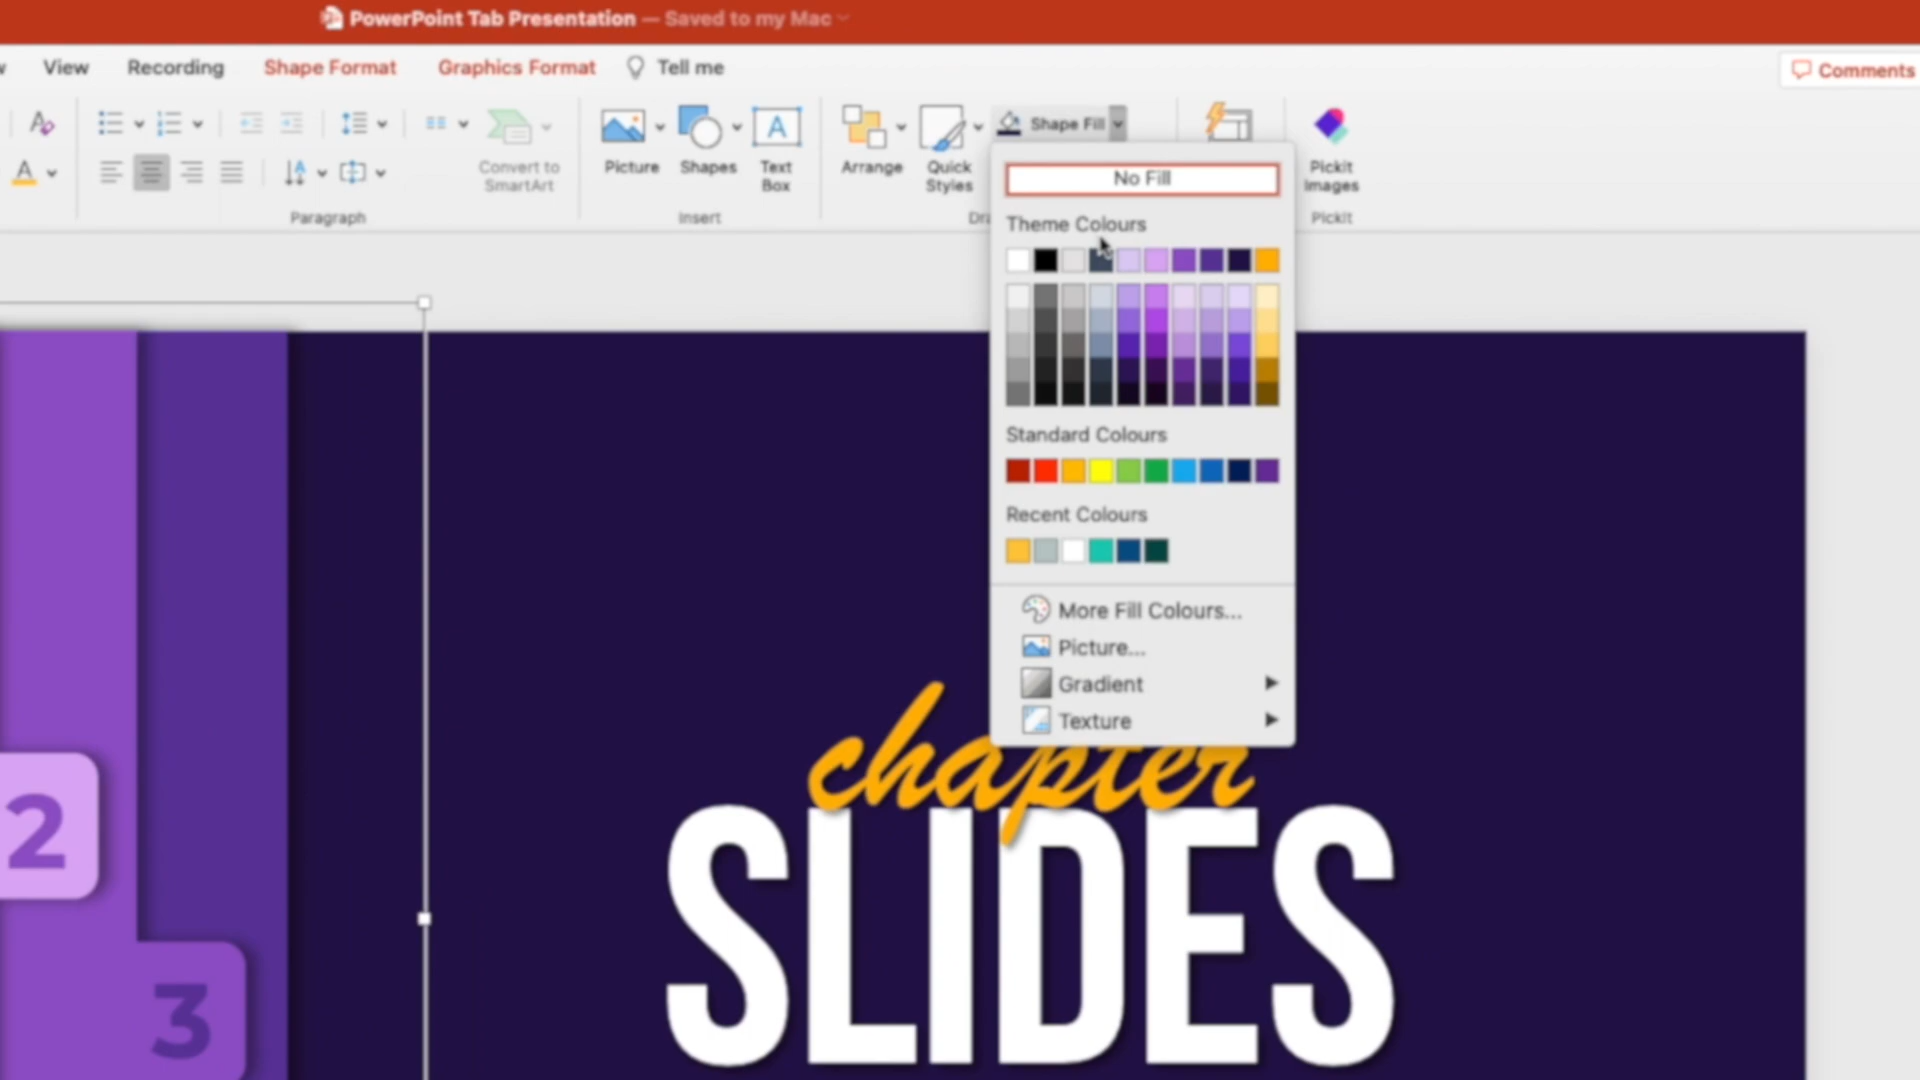 PowerPoint Tab Presentation — Saved to my Mac
View Recording Shape Format Graphics Format Tell me
Comments
A
Convert to SmartArt
Picture
Shapes
A
Text Box
Arrange
Quick Styles
Shape Fill
Pickit Images
Paragraph
Insert
Pickit
No Fill
Theme Colours
Standard Colours
Recent Colours
More Fill Colours...
Picture...
Gradient
Texture
chapter
SLIDES
2
3